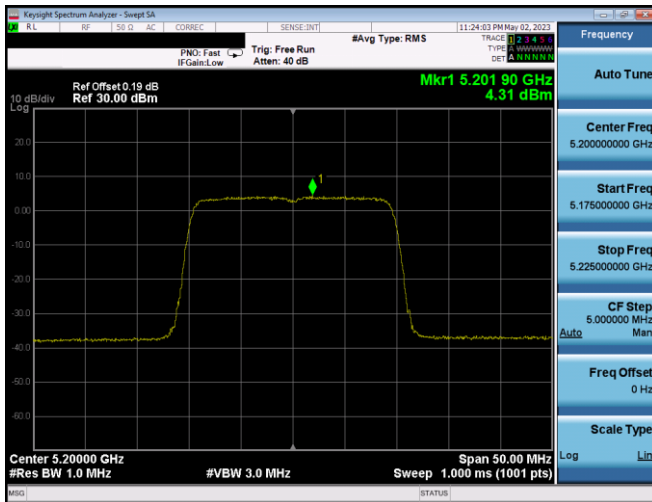 Keysight Spectrum Analyzer - Swept SA
RL RF 50 Ω AC CORREC SENSE:INT 11:24:03 PM May 02, 2023
#Avg Type: RMS
TRACE 1 2 3 4 5 6
TYPE A WWWWW
DET A N N N N N
PNO: Fast
IFGain:Low
Trig: Free Run
Atten: 40 dB
Mkr1 5.201 90 GHz
4.31 dBm
Ref Offset 0.19 dB
10 dB/div Ref 30.00 dBm
Log
20.0
10.0
0.00
-10.0
-20.0
-30.0
-40.0
-50.0
-60.0
1
Center 5.20000 GHz Span 50.00 MHz
#Res BW 1.0 MHz #VBW 3.0 MHz Sweep 1.000 ms (1001 pts)
MSG STATUS
Frequency
Auto Tune
Center Freq
5.200000000 GHz
Start Freq
5.175000000 GHz
Stop Freq
5.225000000 GHz
CF Step
5.000000 MHz
Auto Man
Freq Offset
0 Hz
Scale Type
Log Lin